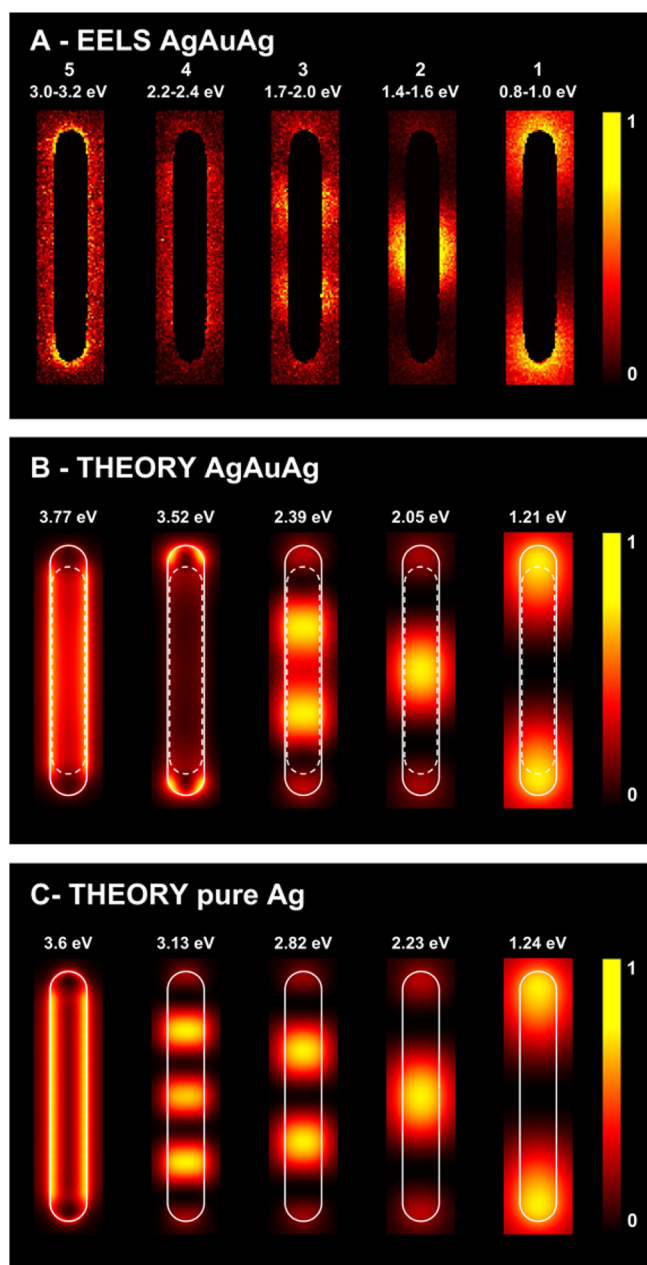 A - EELS AgAuAg
5 4 3 2 1
3.0-3.2 eV 2.2-2.4 eV 1.7-2.0 eV 1.4-1.6 eV 0.8-1.0 eV
1
0
B - THEORY AgAuAg
3.77 eV 3.52 eV 2.39 eV 2.05 eV 1.21 eV
1
0
C- THEORY pure Ag
3.6 eV 3.13 eV 2.82 eV 2.23 eV 1.24 eV
1
0